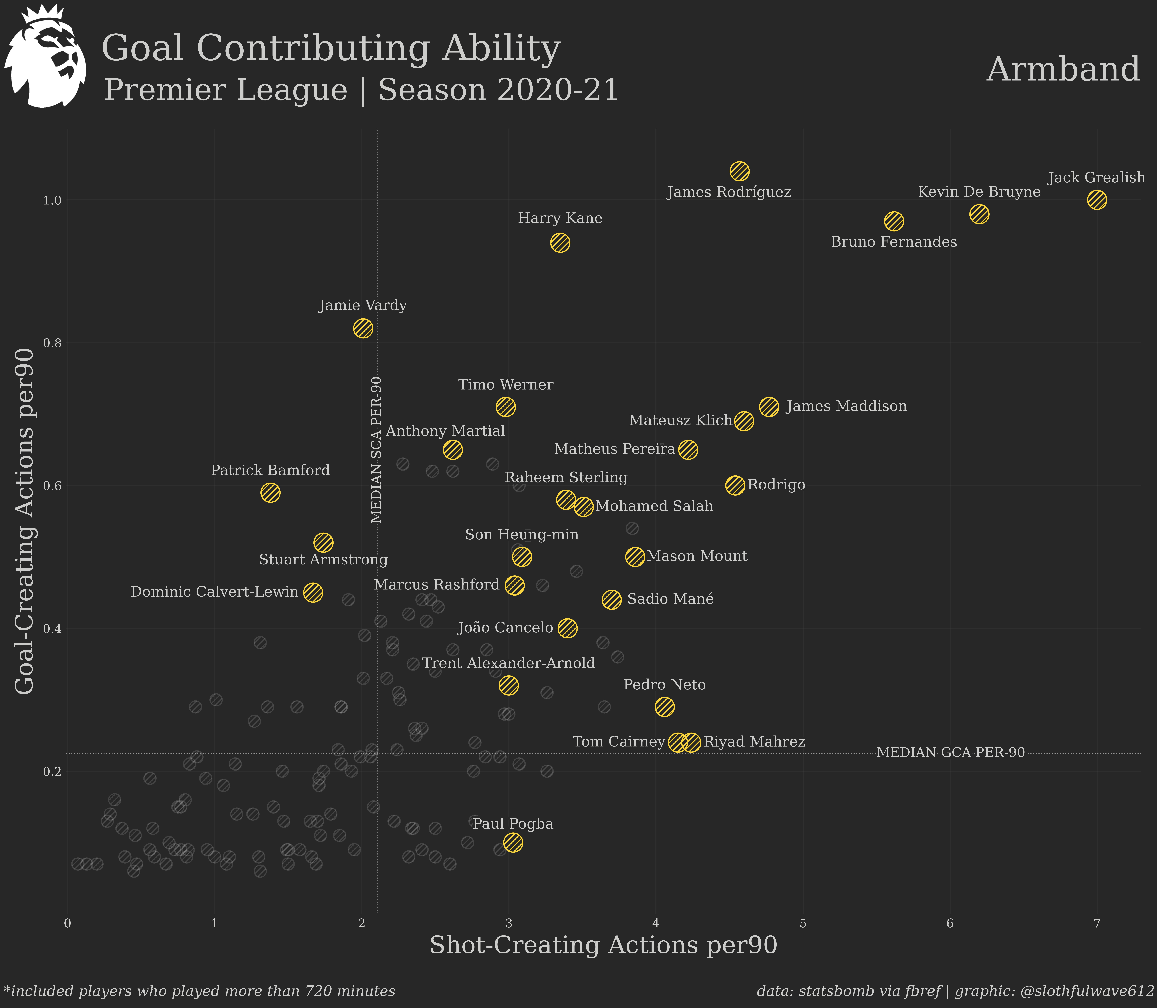 Goal Contributing Ability
Premier League | Season 2020-21
Armband
Jack Grealish
James Rodríguez
Kevin De Bruyne
Harry Kane
Bruno Fernandes
Jamie Vardy
Timo Werner
James Maddison
Mateusz Klich
Anthony Martial
Matheus Pereira
Patrick Bamford
Raheem Sterling
Rodrigo
Mohamed Salah
Son Heung-min
Stuart Armstrong
Mason Mount
Marcus Rashford
Dominic Calvert-Lewin
Sadio Mané
João Cancelo
Trent Alexander-Arnold
Pedro Neto
Tom Cairney
Riyad Mahrez
Paul Pogba
MEDIAN SCA PER-90
MEDIAN GCA PER-90
Goal-Creating Actions per90
1.0
0.8
0.6
0.4
0.2
0 1 2 3 4 5 6 7
Shot-Creating Actions per90
*included players who played more than 720 minutes
data: statsbomb via fbref | graphic: @slothfulwave612